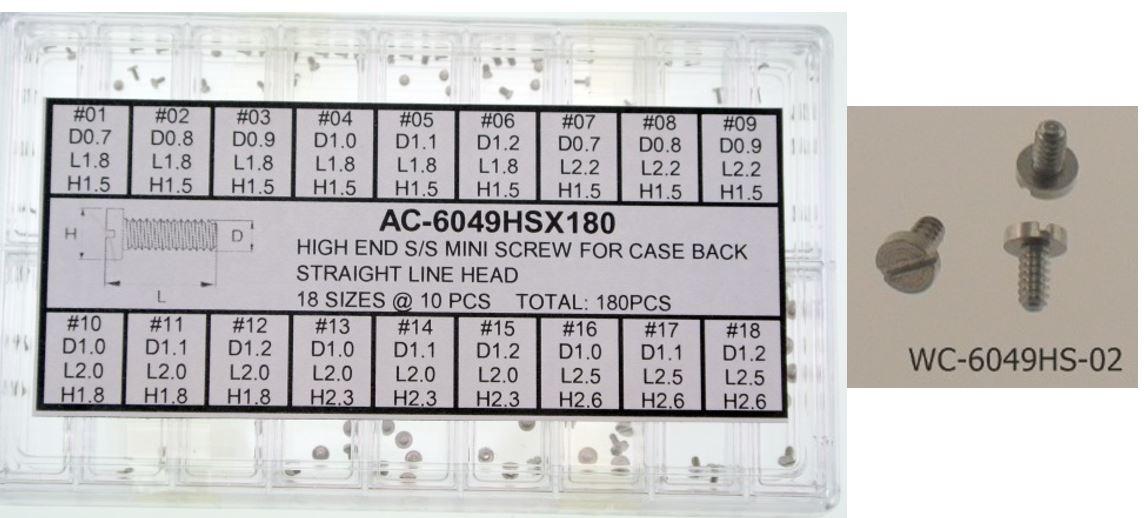 #01 #02 #03 #04 #05 #06 #07 #08 #09
D0.7 D0.8 D0.9 D1.0 D1.1 D1.2 D0.7 D0.8 D0.9
L1.8 L1.8 L1.8 L1.8 L1.8 L1.8 L2.2 L2.2 L2.2
H1.5 H1.5 H1.5 H1.5 H1.5 H1.5 H1.5 H1.5 H1.5
AC-6049HSX180
H D
HIGH END S/S MINI SCREW FOR CASE BACK
STRAIGHT LINE HEAD
L
18 SIZES @ 10 PCS TOTAL: 180PCS
#10 #11 #12 #13 #14 #15 #16 #17 #18
D1.0 D1.1 D1.2 D1.0 D1.1 D1.2 D1.0 D1.1 D1.2
L2.0 L2.0 L2.0 L2.0 L2.0 L2.0 L2.5 L2.5 L2.5
H1.8 H1.8 H1.8 H2.3 H2.3 H2.3 H2.6 H2.6 H2.6
WC-6049HS-02